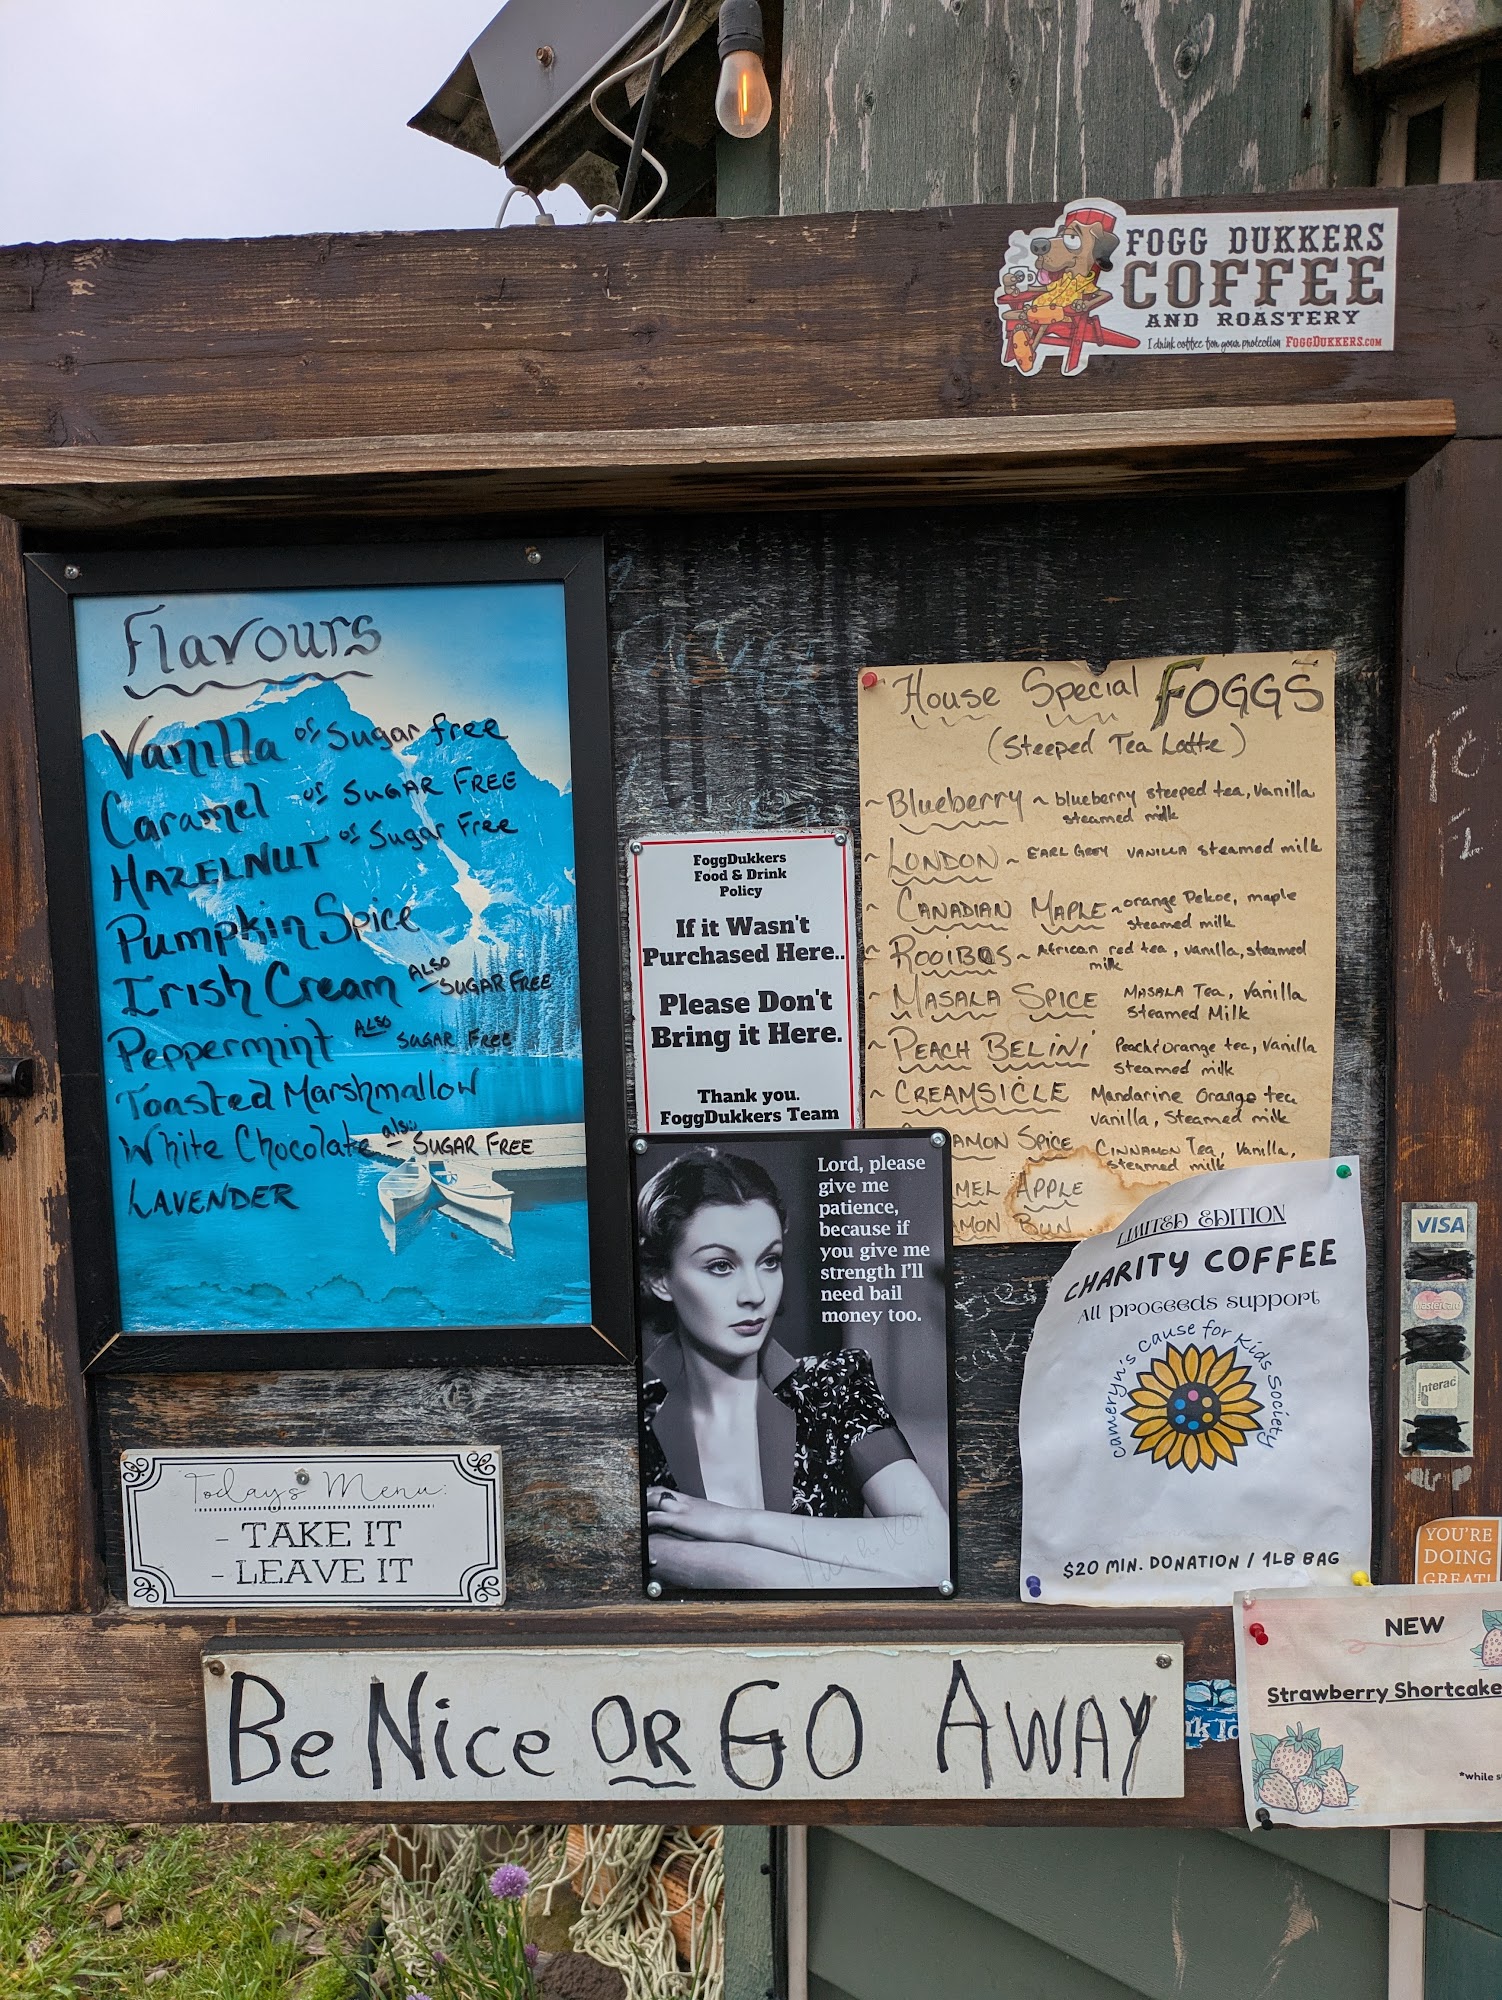 FOGG DUKKERS
COFFEE
AND ROASTERY
I drink coffee for your protection FOGGDUKKERS.COM
Flavours
Vanilla or Sugar free
Caramel or SUGAR FREE
HAZELNUT or Sugar Free
Pumpkin Spice
Irish Cream ALSO SUGAR FREE
Peppermint ALSO SUGAR FREE
Toasted Marshmallow
White Chocolate also SUGAR FREE
LAVENDER
FoggDukkers
Food & Drink
Policy
If it Wasn't
Purchased Here..
Please Don't
Bring it Here.
Thank you.
FoggDukkers Team
House Special FOGGS
(Steeped Tea Latte)
~ Blueberry ~ blueberry steeped tea, vanilla
steamed milk
~ LONDON ~ EARL GREY VANILLA steamed milk
~ CANADIAN MAPLE ~ orange Pekoe, maple
steamed milk
~ ROOIBOS ~ African red tea, vanilla, steamed
milk
~ MASALA SPICE MASALA Tea, Vanilla
Steamed Milk
~ PEACH BELINI Peach & Orange tea, Vanilla
steamed milk
~ CREAMSICLE Mandarine Orange tea
Vanilla, Steamed milk
AMON SPICE CINNAMON Tea, Vanilla,
steamed milk
MEL APPLE
AMON BUN
Lord, please
give me
patience,
because if
you give me
strength I'll
need bail
money too.
LIMITED EDITION
CHARITY COFFEE
All proceeds support
Cameryn's Cause for Kids Society
$20 MIN. DONATION / 1LB BAG
VISA
MasterCard
Interac
YOU'RE
DOING
GREAT!
Today's Menu:
- TAKE IT
- LEAVE IT
BE NICE OR GO AWAY
NEW
Strawberry Shortcake
*while s